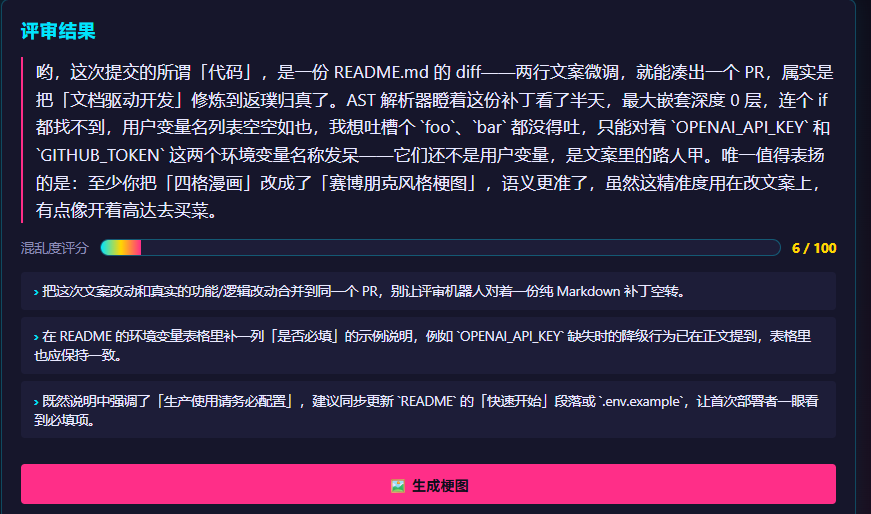 评审结果
哟，这次提交的所谓「代码」，是一份 README.md 的 diff——两行文案微调，就能凑出一个 PR，属实是
把「文档驱动开发」修炼到返璞归真了。AST 解析器瞪着这份补丁看了半天，最大嵌套深度 0 层，连个 if
都找不到，用户变量名列表空空如也，我想吐槽个 `foo`、`bar` 都没得吐，只能对着 `OPENAI_API_KEY` 和
`GITHUB_TOKEN` 这两个环境变量名称发呆——它们还不是用户变量，是文案里的路人甲。唯一值得表扬
的是：至少你把「四格漫画」改成了「赛博朋克风格梗图」，语义更准了，虽然这精准度用在改文案上，
有点像开着高达去买菜。
混乱度评分 6 / 100
› 把这次文案改动和真实的功能/逻辑改动合并到同一个 PR，别让评审机器人对着一份纯 Markdown 补丁空转。
› 在 README 的环境变量表格里补一列「是否必填」的示例说明，例如 `OPENAI_API_KEY` 缺失时的降级行为已在正文提到，表格里
也应保持一致。
› 既然说明中强调了「生产使用请务必配置」，建议同步更新 `README` 的「快速开始」段落或 `.env.example`，让首次部署者一眼看
到必填项。
🖼️ 生成梗图